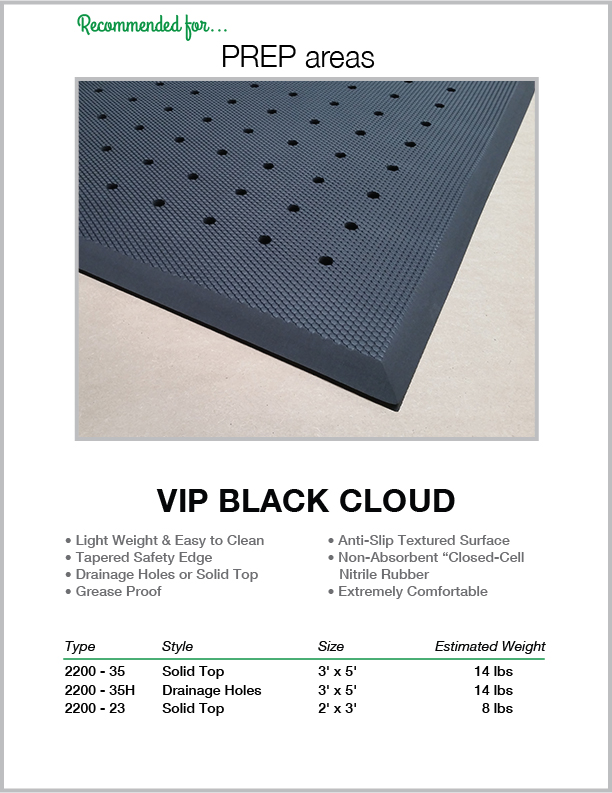 Recommended for...
PREP areas
VIP BLACK CLOUD
• Light Weight & Easy to Clean
• Tapered Safety Edge
• Drainage Holes or Solid Top
• Grease Proof
• Anti-Slip Textured Surface
• Non-Absorbent “Closed-Cell
Nitrile Rubber
• Extremely Comfortable
Type Style Size Estimated Weight
2200 - 35 Solid Top 3' x 5' 14 lbs
2200 - 35H Drainage Holes 3' x 5' 14 lbs
2200 - 23 Solid Top 2' x 3' 8 lbs